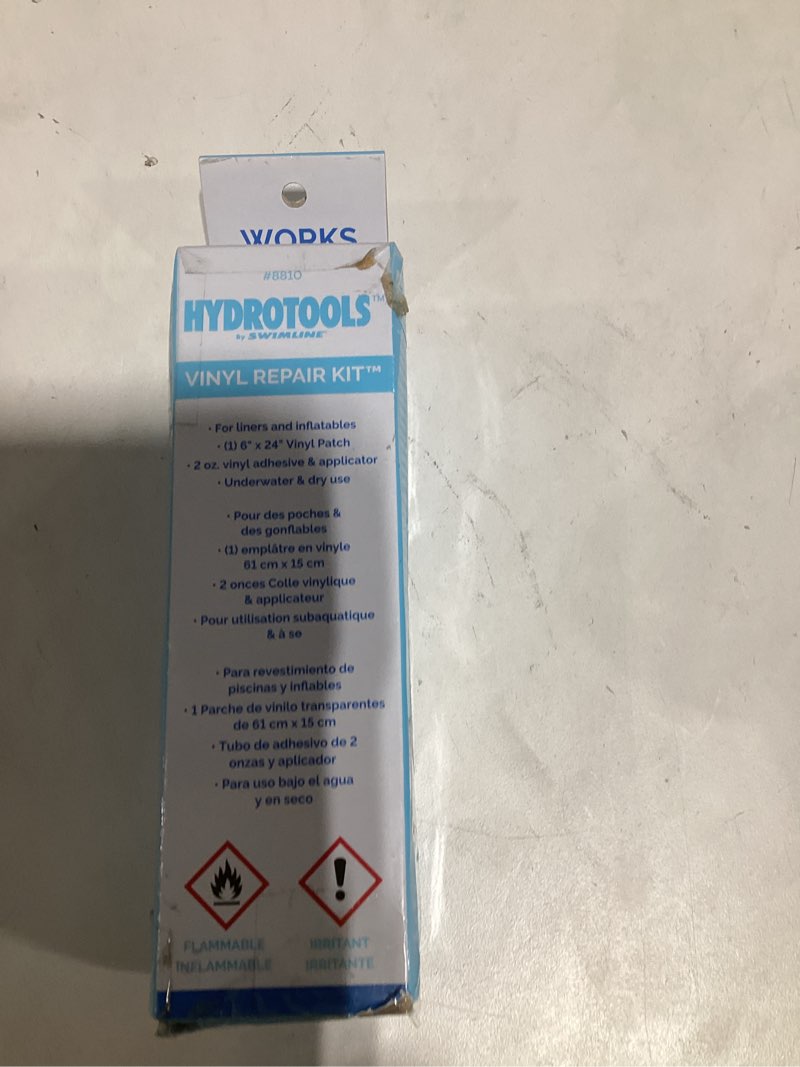 WORKS
#8810
HYDROTOOLS™
by SWIMLINE
VINYL REPAIR KIT™
• For liners and inflatables
• (1) 6" x 24" Vinyl Patch
• 2 oz. vinyl adhesive & applicator
• Underwater & dry use
• Pour des poches &
des gonflables
• (1) emplâtre en vinyle
61 cm x 15 cm
• 2 onces Colle vinylique
& applicateur
• Pour utilisation subaquatique
& à se
• Para revestimiento de
piscinas y inflables
• 1 Parche de vinilo transparentes
de 61 cm x 15 cm
• Tubo de adhesivo de 2
onzas y aplicador
• Para uso bajo el agua
y en seco
FLAMMABLE IRRITANT
INFLAMMABLE IRRITANTE